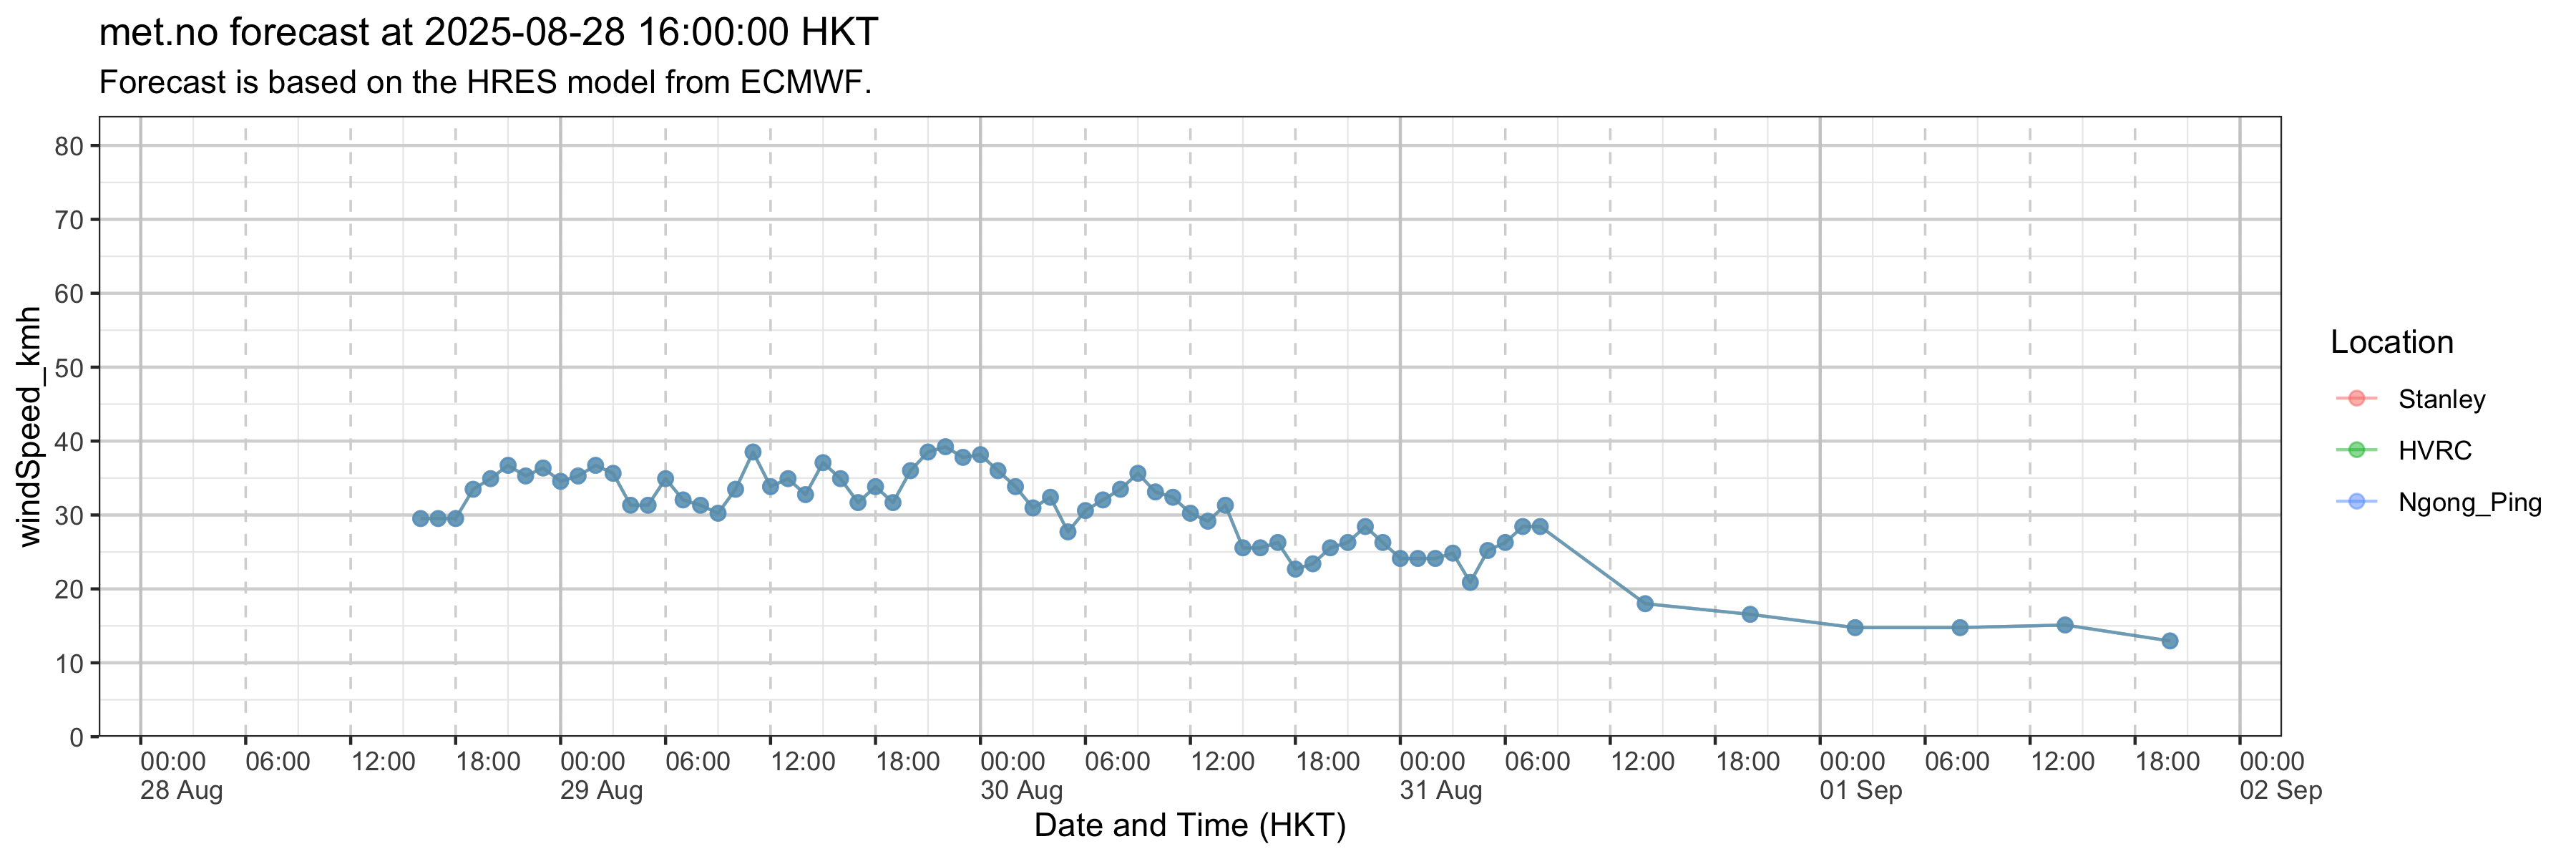 met.no forecast at 2025-08-28 16:00:00 HKT
Forecast is based on the HRES model from ECMWF.
windSpeed_kmh
80
70
60
50
40
30
20
10
0
00:00 06:00 12:00 18:00 00:00 06:00 12:00 18:00 00:00 06:00 12:00 18:00 00:00 06:00 12:00 18:00 00:00 06:00 12:00 18:00 00:00
28 Aug 29 Aug 30 Aug 31 Aug 01 Sep 02 Sep
Date and Time (HKT)
Location
Stanley
HVRC
Ngong_Ping